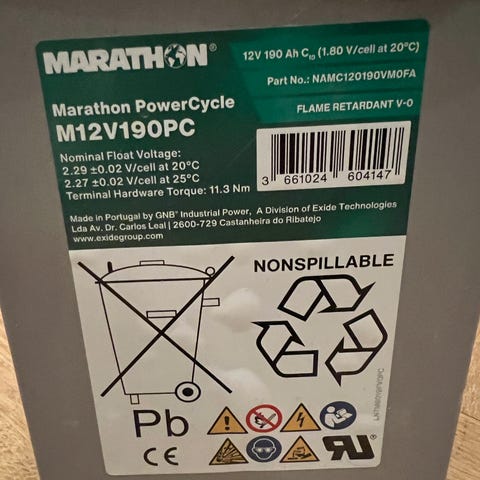 MARATHON®
12V 190 Ah C10 (1.80 V/cell at 20°C)
Part No.: NAMC120190VM0FA
Marathon PowerCycle
M12V190PC
FLAME RETARDANT V-0
Nominal Float Voltage:
2.29 ±0.02 V/cell at 20°C
2.27 ±0.02 V/cell at 25°C
Terminal Hardware Torque: 11.3 Nm
3 661024 604147
Made in Portugal by GNB® Industrial Power, A Division of Exide Technologies
Lda Av. Dr. Carlos Leal | 2600-729 Castanheira do Ribatejo
www.exidegroup.com
NONSPILLABLE
Pb
CE